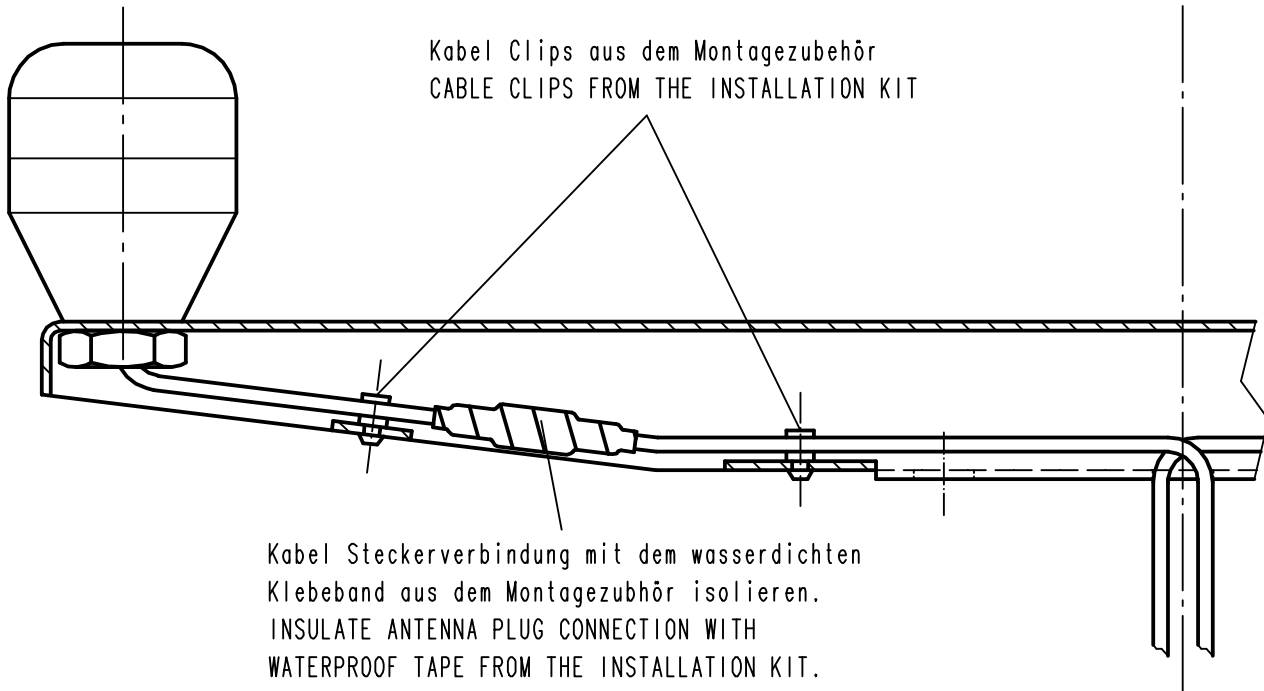 Kabel Clips aus dem Montagezubehör
CABLE CLIPS FROM THE INSTALLATION KIT
Kabel Steckerverbindung mit dem wasserdichten
Klebeband aus dem Montagezubhör isolieren.
INSULATE ANTENNA PLUG CONNECTION WITH
WATERPROOF TAPE FROM THE INSTALLATION KIT.